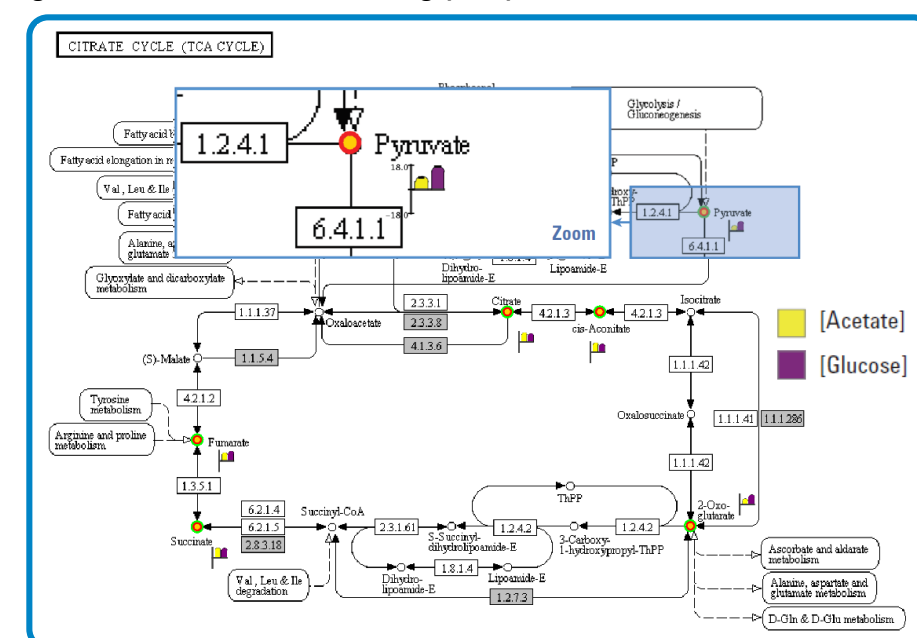 CITRATE CYCLE (TCA CYCLE)
Glycolysis /
Gluconeogenesis
Fatty acid
Fatty acid elongation in
Val, Leu & Ile
Fatty acid
Alanine,
glutamate
1.2.4.1
Pyruvate
18.0
-18.0
6.4.1.1
Zoom
ThPP
1.2.4.1
Pyruvate
6.4.1.1
Glyoxylate and dicarboxylate
metabolism
Dihydro-
lipoamide-E
Lipoamide-E
1.1.1.37
Oxaloacetate
2.3.3.1
2.3.3.8
4.1.3.6
Citrate
4.2.1.3
cis-Aconitate
4.2.1.3
Isocitrate
[Acetate]
[Glucose]
(S)-Malate
1.1.5.4
1.1.1.42
4.2.1.2
Tyrosine
metabolism
Arginine and proline
metabolism
Fumarate
Oxalosuccinate
1.1.1.41
1.1.1.286
1.1.1.42
1.3.5.1
ThPP
2-Oxo-
glutarate
6.2.1.4
6.2.1.5
2.8.3.18
Succinate
Succinyl-CoA
2.3.1.61
S-Succinyl-
dihydrolipoamide-E
1.2.4.2
3-Carboxy-
1-hydroxypropyl-ThPP
1.2.4.2
Val, Leu & Ile
degradation
Dihydro-
lipoamide-E
1.8.1.4
Lipoamide-E
1.2.7.3
Ascorbate and aldarate
metabolism
Alanine, aspartate and
glutamate metabolism
D-Gln & D-Glu metabolism